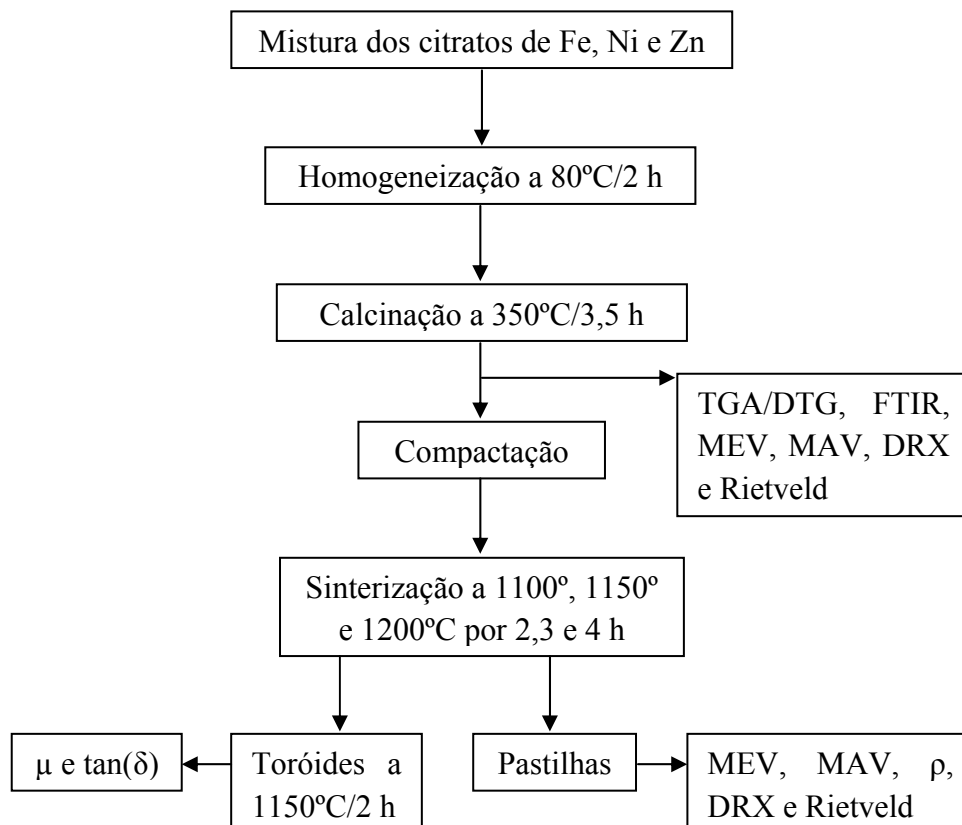 Mistura dos citratos de Fe, Ni e Zn
Homogeneização a 80ºC/2 h
Calcinação a 350ºC/3,5 h
TGA/DTG, FTIR,
MEV, MAV, DRX
e Rietveld
Compactação
Sinterização a 1100º, 1150º
e 1200ºC por 2,3 e 4 h
µ e tan(δ)
Toróides a
1150ºC/2 h
Pastilhas
MEV, MAV, ρ,
DRX e Rietveld